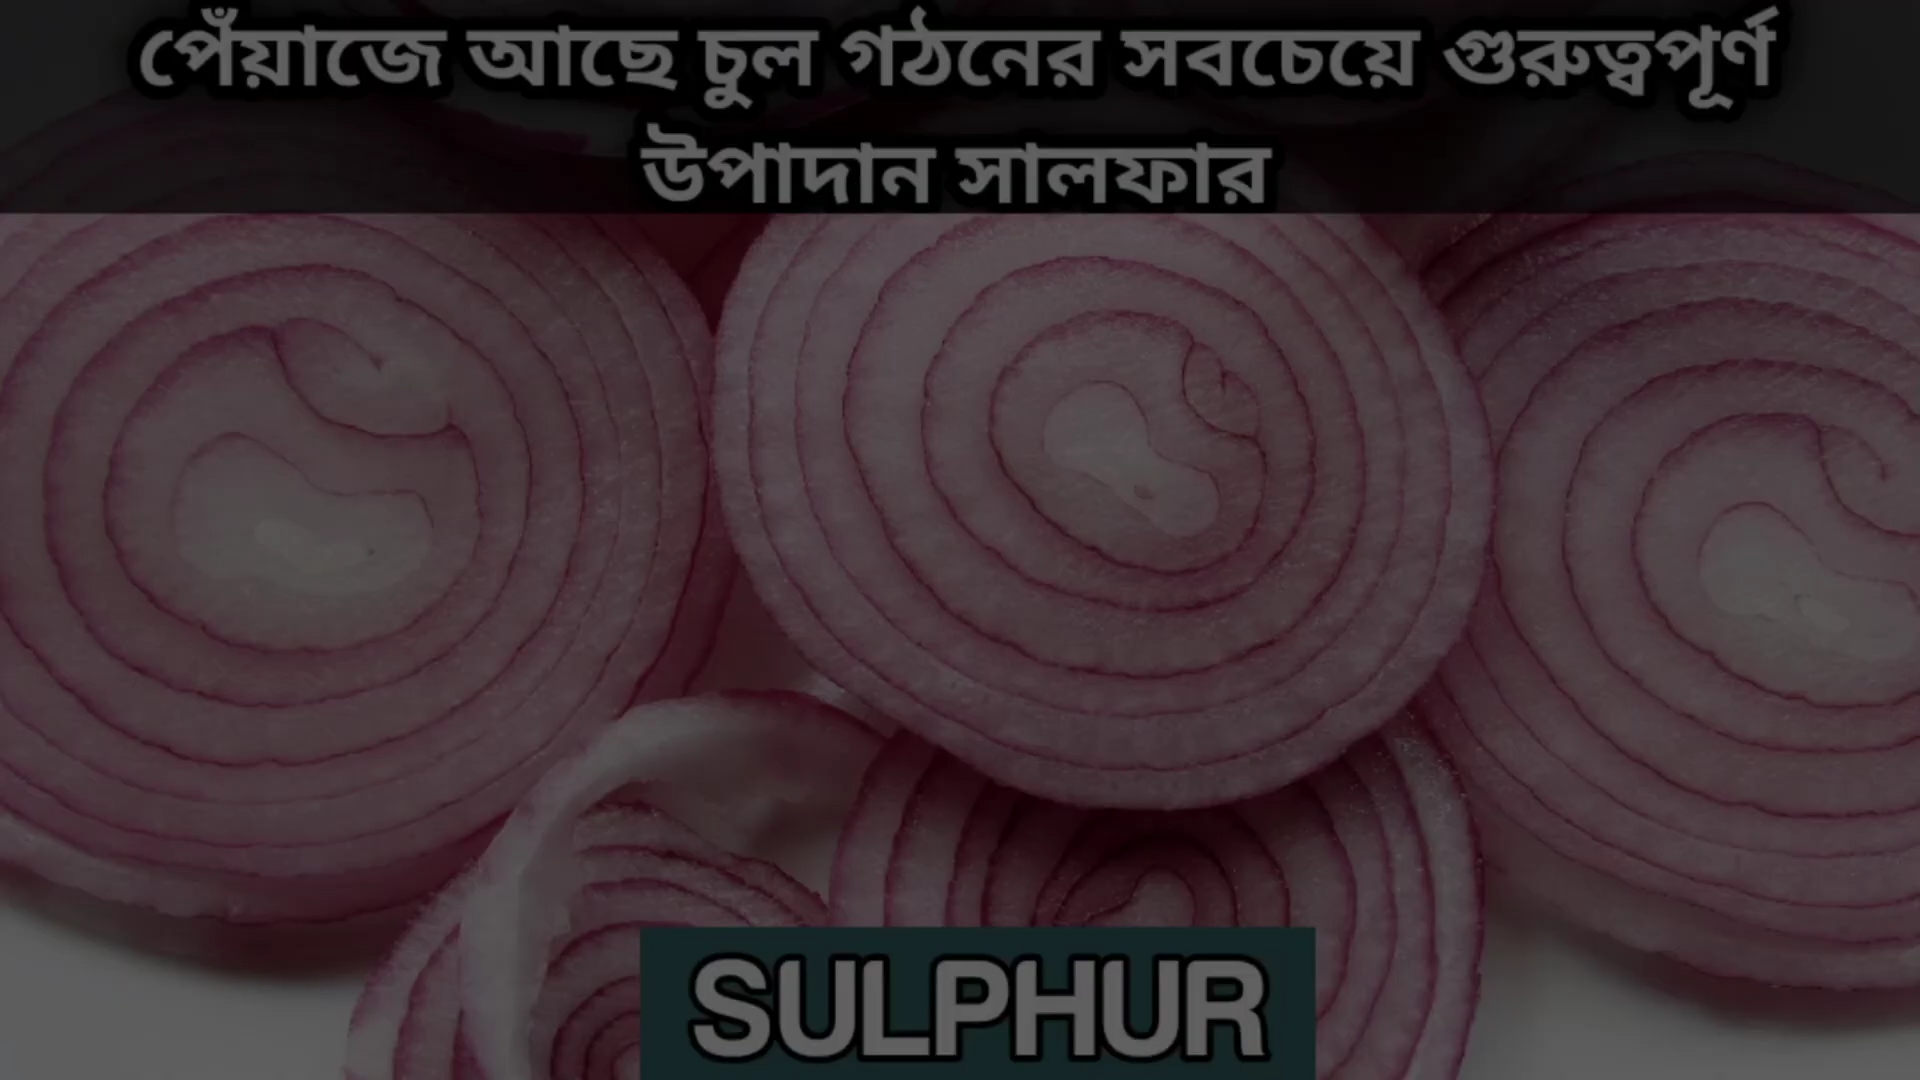 পেঁয়াজে আছে চুল গঠনের সবচেয়ে গুরুত্বপূর্ণ
উপাদান সালফার
SULPHUR